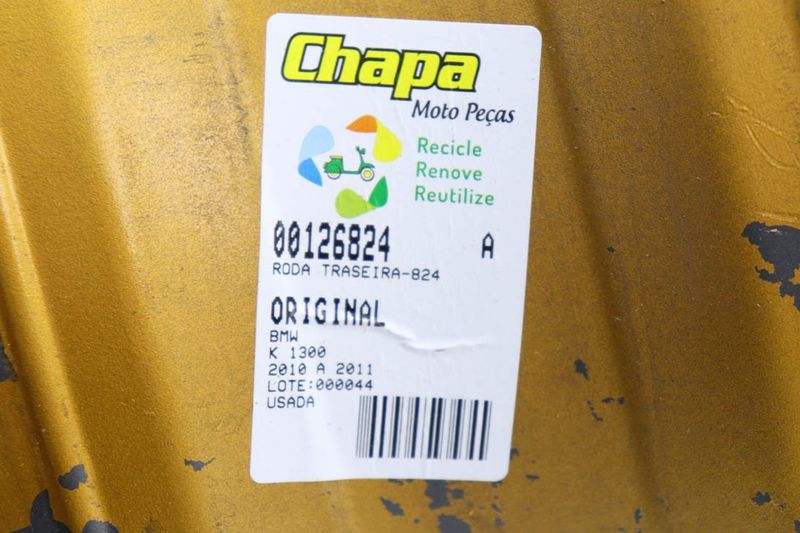 Chapa
Moto Peças
Recicle
Renove
Reutilize
00126824 A
RODA TRASEIRA-824
ORIGINAL
BMW
K 1300
2010 A 2011
LOTE:000044
USADA